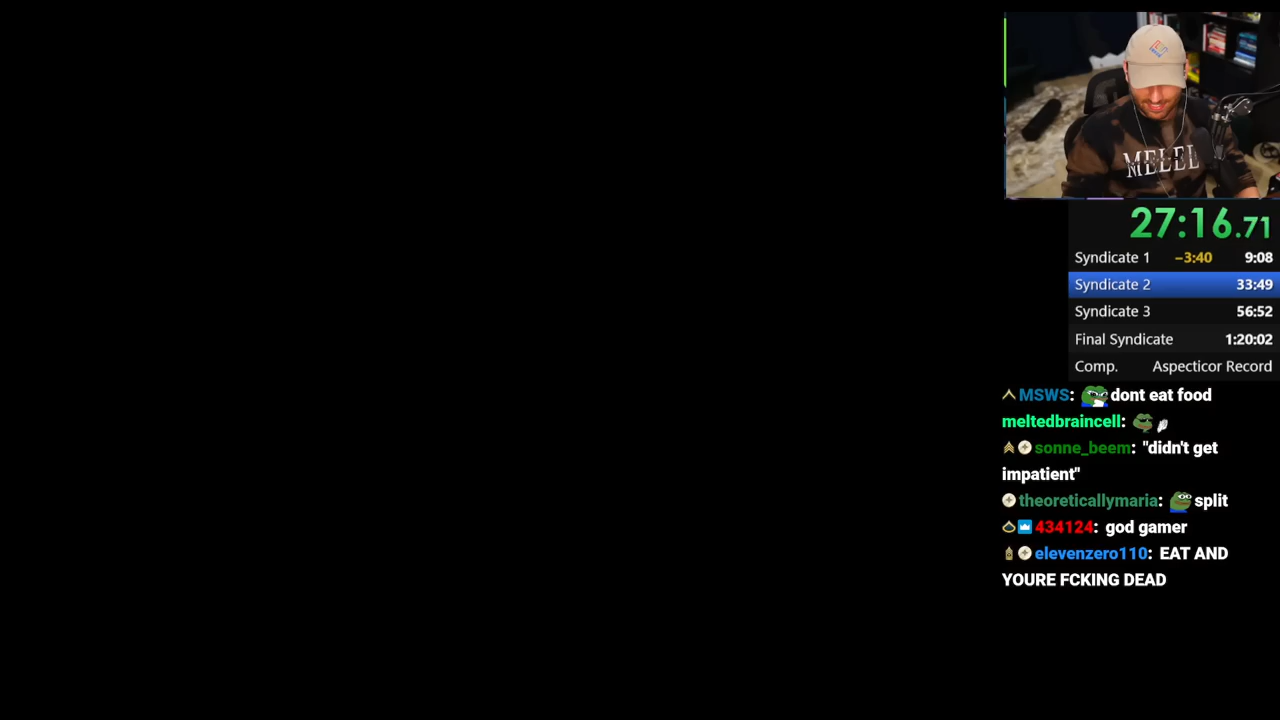 MELEL
27:16.71
Syndicate 1 -3:40 9:08
Syndicate 2 33:49
Syndicate 3 56:52
Final Syndicate 1:20:02
Comp. Aspecticor Record
MSWS: dont eat food
meltedbraincell:
sonne_beem: "didn't get
impatient"
theoreticallymaria: split
434124: god gamer
elevenzero110: EAT AND
YOURE FCKING DEAD